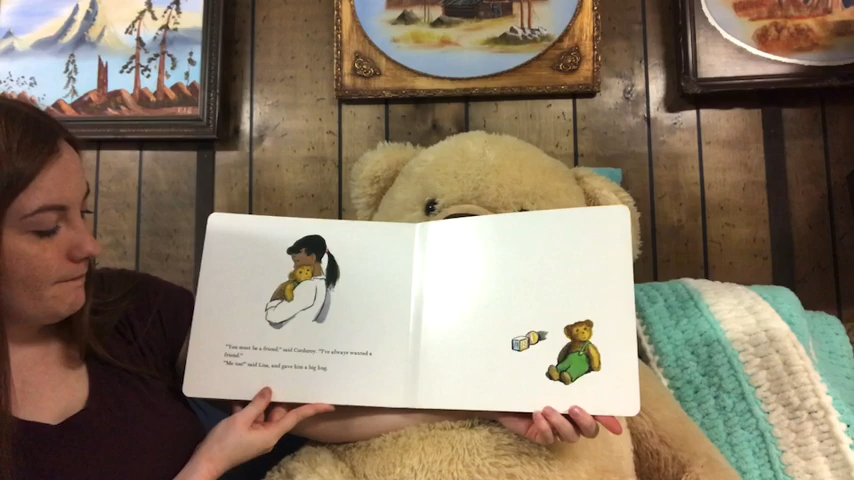 "You must be a friend," said Corduroy. "I've always wanted a
friend."
"Me too!" said Lisa, and gave him a big hug.